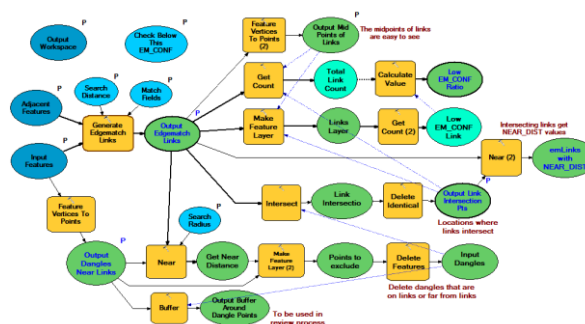 P
P
P
Output
Workspace
Check Below
This
EM_CONF
Feature
Vertices To
Points (2)
Output Mid
Points of
Links
The midpoints of links
are easy to see
P
P
Search
Distance
Match
Fields
Get
Count
Total
Link
Count
Calculate
Value
Low
EM_CONF
Ratio
P
Adjacent
Features
P
Generate
Edgematch
Links
Output
Edgematch
Links
P
Make
Feature
Layer
Links
Layer
Get
Count (2)
Low
EM_CONF
Link
Intersecting links get
NEAR_DIST values
P
Input
Features
Near (2)
emLinks
with
NEAR_DIST
P
Feature
Vertices To
Points
Intersect
Link
Intersectio
Delete
Identical
Output Link
Intersection
Pts
Locations where
links intersect
P
Search
Radius
P
Output
Dangles
Near Links
Near
Get Near
Distance
Make
Feature
Layer (2)
Points to
exclude
Delete
Features
Input
Dangles
Delete dangles that are
on links or far from links
P
Buffer
Output Buffer
Around
Dangle Points
To be used in
review process